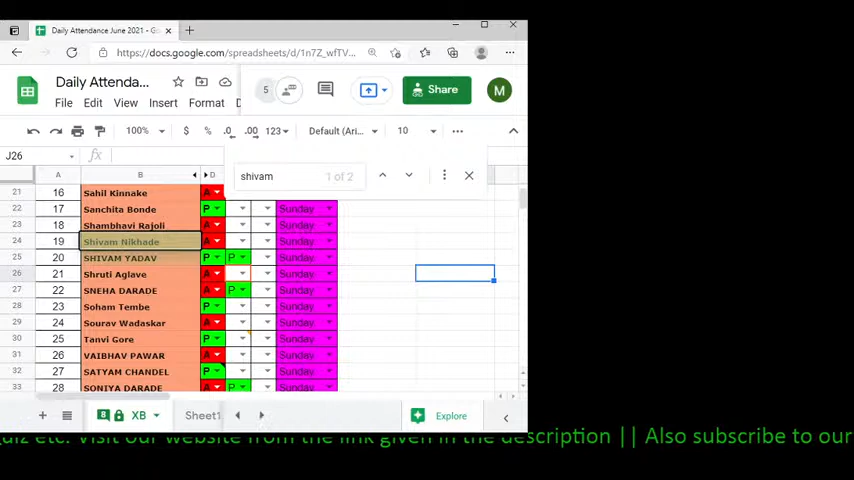 Daily Attendance June 2021 - Go
https://docs.google.com/spreadsheets/d/1n7Z_wfTV...
Daily Attenda...
5
Share
M
File Edit View Insert Format
100% $ % .0 .00 123 Default (Ari... 10
J26 fx
shivam 1 of 2
A B D
21 16 Sahil Kinnake A
22 17 Sanchita Bonde P Sunday
23 18 Shambhavi Rajoli A Sunday
24 19 Shivam Nikhade A Sunday
25 20 SHIVAM YADAV P P Sunday
26 21 Shruti Aglave A Sunday
27 22 SNEHA DARADE A P Sunday
28 23 Soham Tembe P Sunday
29 24 Sourav Wadaskar A Sunday
30 25 Tanvi Gore P Sunday
31 26 VAIBHAV PAWAR A Sunday
32 27 SATYAM CHANDEL P Sunday
33 28 SONIYA DARADE A P Sunday
8 XB Sheet1 Explore
etc. Visit our website from the link given in the description || Also subscribe to our